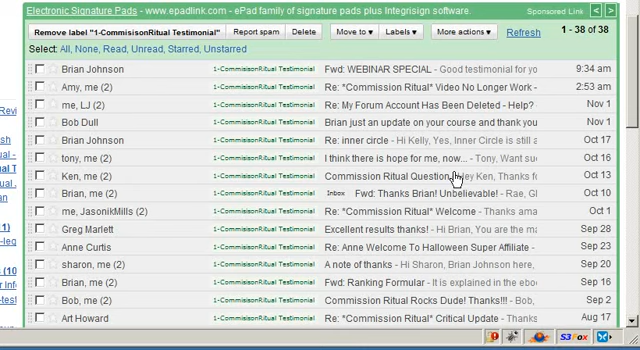 Electronic Signature Pads - www.epadlink.com - ePad family of signature pads plus Integrisign software. Sponsored Link < >
Remove label "1-CommisionRitual Testimonial" Report spam Delete Move to Labels More actions Refresh 1 - 38 of 38
Select: All, None, Read, Unread, Starred, Unstarred
Brian Johnson 1-CommisionRitual Testimonial Fwd: WEBINAR SPECIAL - Good testimonial for yo 9:34 am
Amy, me (2) 1-CommisionRitual Testimonial Re: *Commission Ritual* Video No Longer Work - 2:53 am
me, LJ (2) 1-CommisionRitual Testimonial Re: My Forum Account Has Been Deleted - Help? Nov 1
Bob Dull 1-CommisionRitual Testimonial Brian just an update on your course and thank you Nov 1
Brian Johnson 1-CommisionRitual Testimonial Re: inner circle - Hi Kelly, Yes, Inner Circle is still a Oct 17
tony, me (2) 1-CommisionRitual Testimonial I think there is hope for me, now... - Tony, Want su Oct 16
Ken, me (2) 1-CommisionRitual Testimonial Commission Ritual Question Hey Ken, Thanks f Oct 13
Brian, me (2) 1-CommisionRitual Testimonial Inbox Fwd: Thanks Brian! Unbelievable! - Rae, Gl Oct 10
me, JasonikMills (2) 1-CommisionRitual Testimonial Re: *Commission Ritual* Welcome - Thanks ama Oct 1
Greg Marlett 1-CommisionRitual Testimonial Excellent results thanks! - Hi Brian, You are the ma Sep 28
Anne Curtis 1-CommisionRitual Testimonial Re: Anne Welcome To Halloween Super Affiliate - Sep 23
sharon, me (2) 1-CommisionRitual Testimonial A note of thanks - Hi Sharon, Brian Johnson here, Sep 20
Brian, me (2) 1-CommisionRitual Testimonial Fwd: Ranking Formular - It is explained in the eboo Sep 16
Bob, me (2) 1-CommisionRitual Testimonial Commission Ritual Rocks Dude! Thanks!!! - Bob, Sep 2
Art Howard 1-CommisionRitual Testimonial Re: *Commission Ritual* Critical Update - Thanks Aug 17
S3Fox